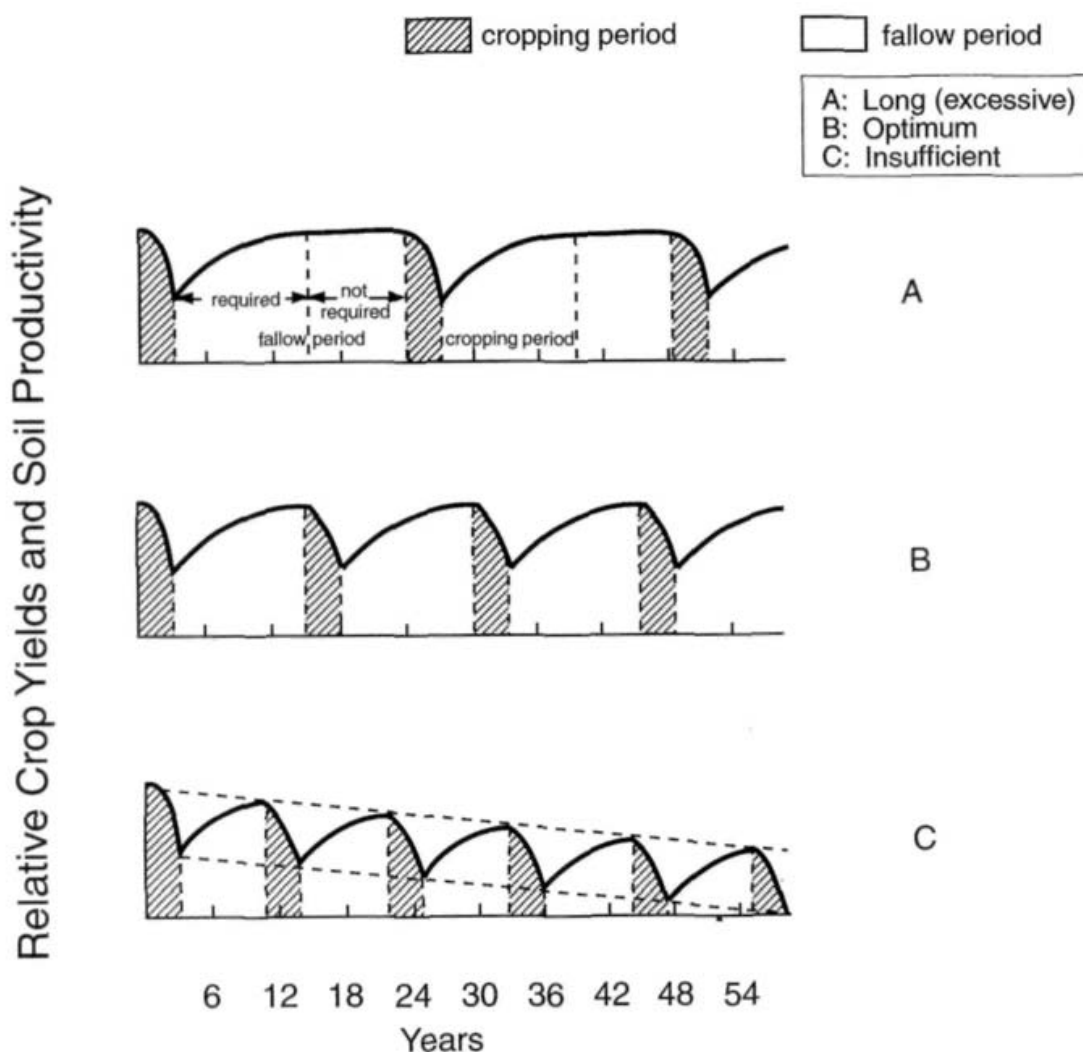 cropping period
fallow period
A: Long (excessive)
B: Optimum
C: Insufficient
Relative Crop Yields and Soil Productivity
required
not
required
fallow period
cropping period
A
B
C
6 12 18 24 30 36 42 48 54
Years